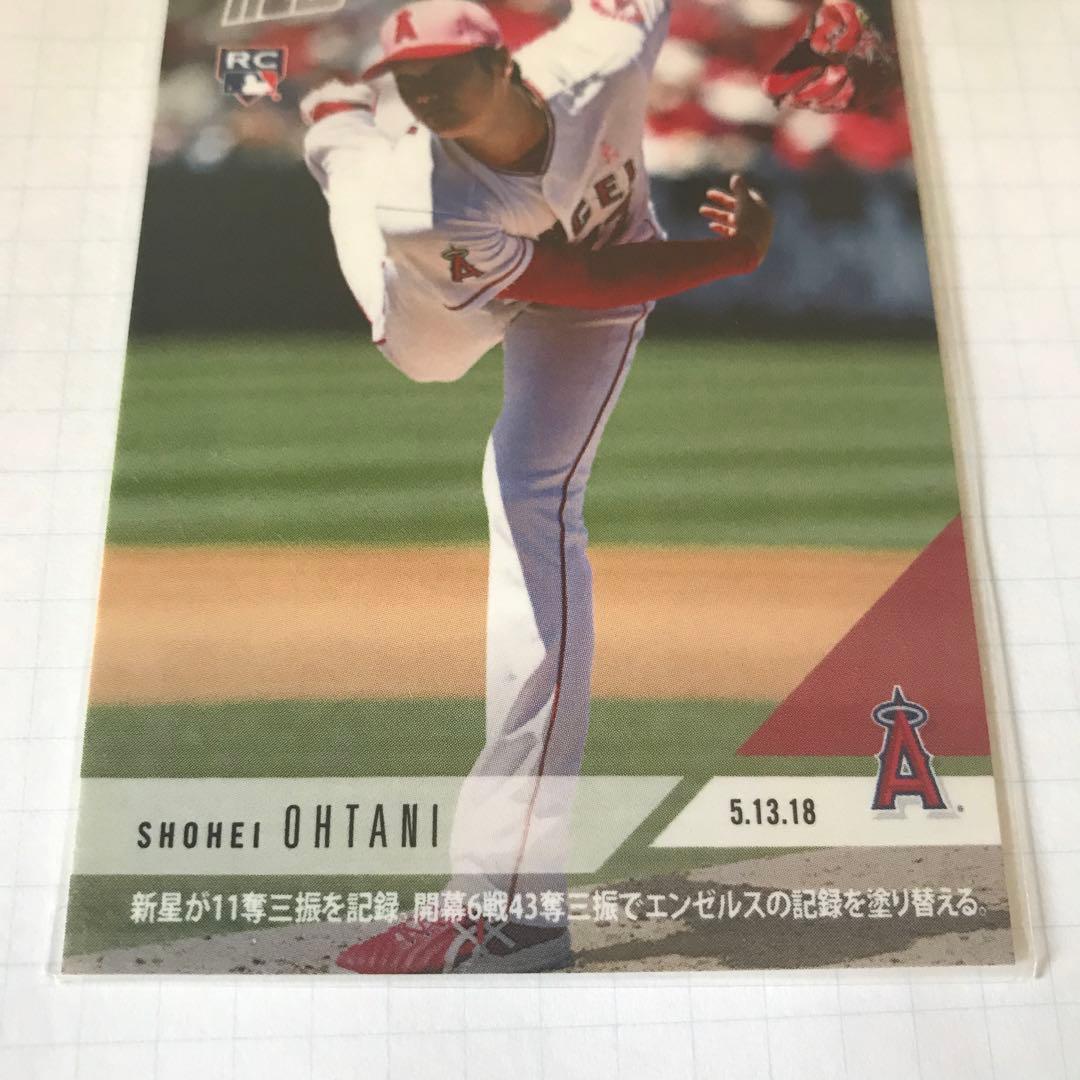 RC
A
GEL
A
SHOHEI OHTANI
5.13.18
A
新星が11奪三振を記録。開幕6戦43奪三振でエンゼルスの記録を塗り替える。